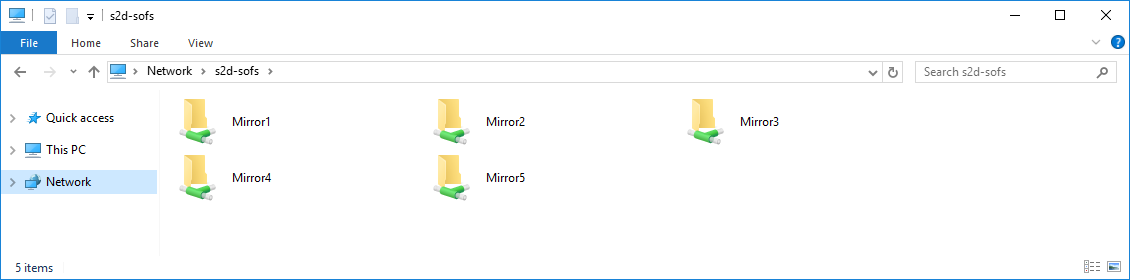 s2d-sofs
File Home Share View
Network s2d-sofs Search s2d-sofs
Quick access
This PC
Network
Mirror1 Mirror2 Mirror3
Mirror4 Mirror5
5 items